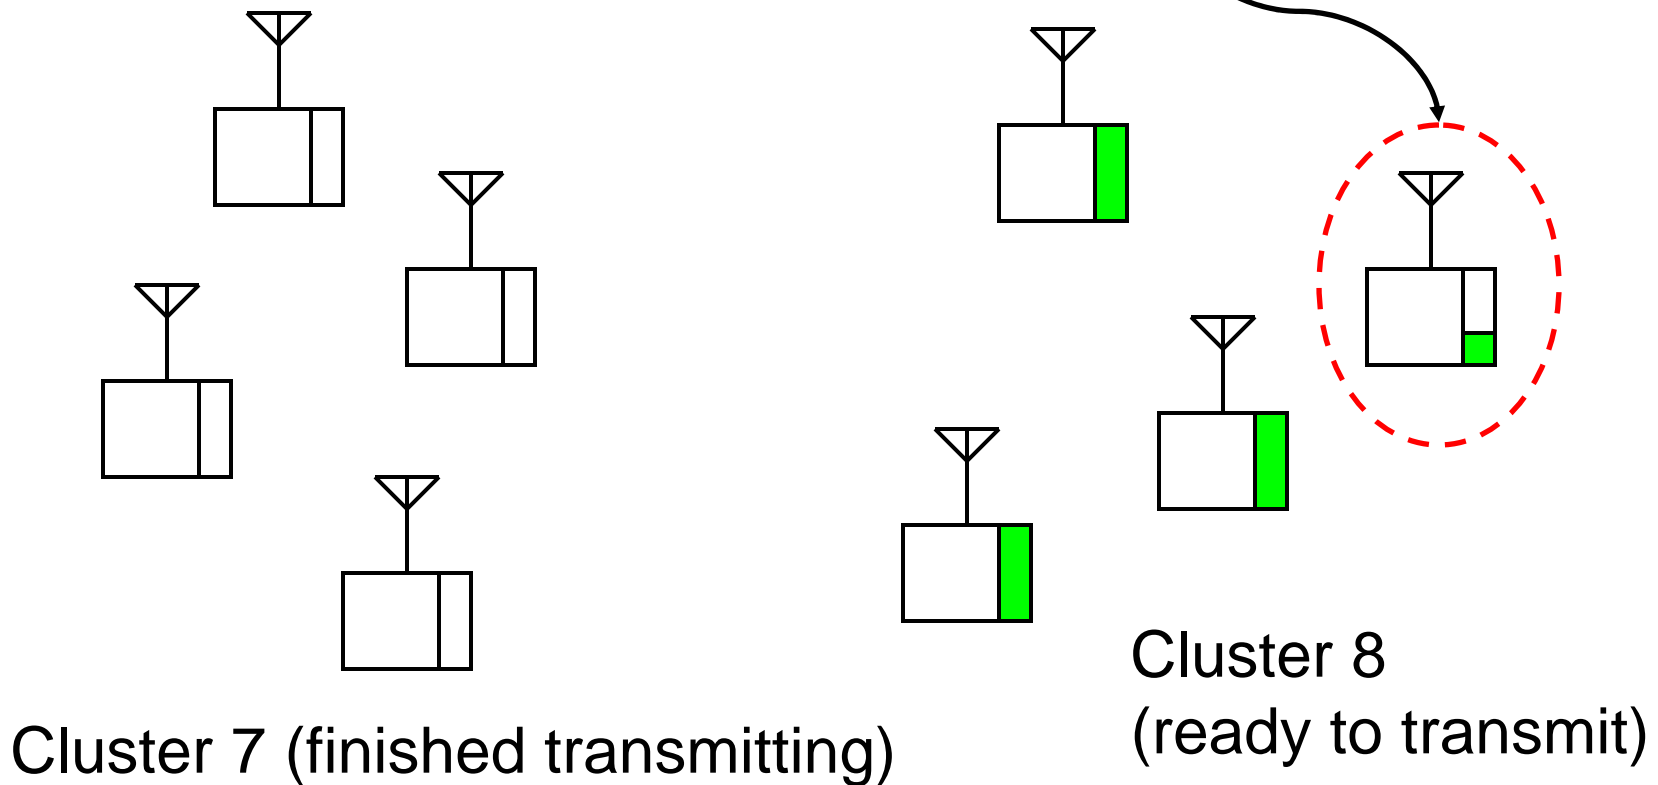 Cluster 8
(ready to transmit)
Cluster 7 (finished transmitting)